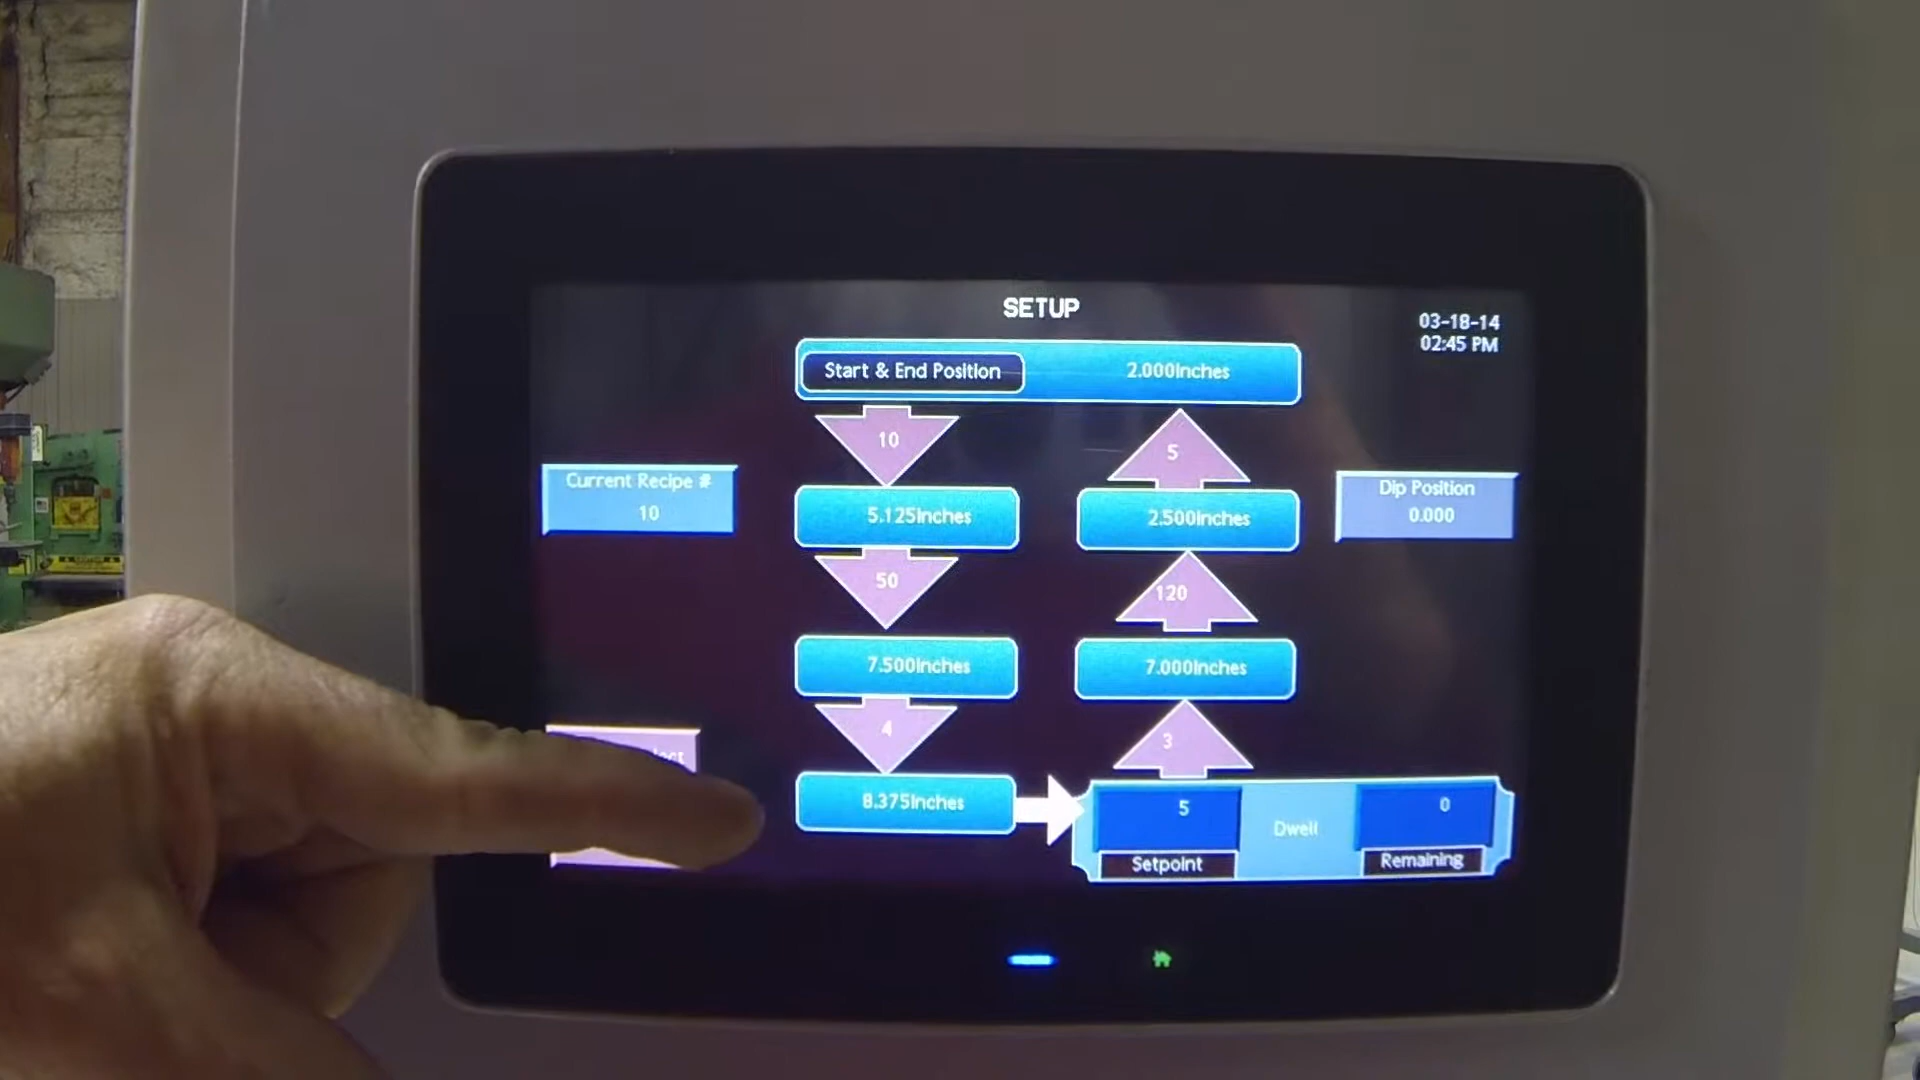 SETUP
03-18-14
02:45 PM
Start & End Position
2.000Inches
10
5
Current Recipe #
10
5.125Inches
2.500Inches
Dip Position
0.000
50
120
7.500Inches
7.000Inches
4
3
8.375Inches
5
Dwell
0
Setpoint
Remaining